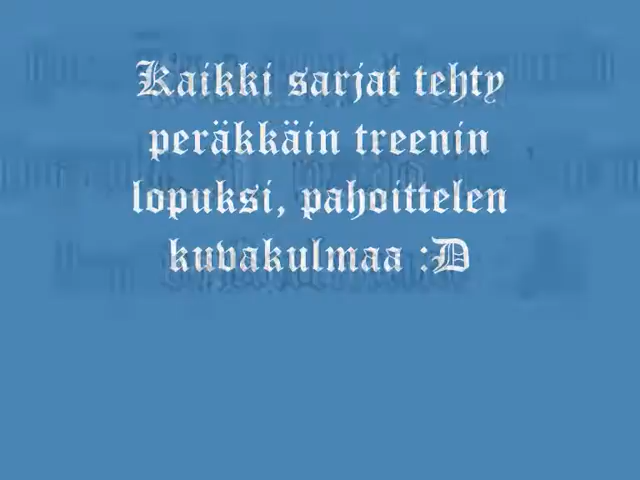 Kaikki sarjat tehty
peräkkäin treenin
lopuksi, pahoittelen
kuvakulmaa :D